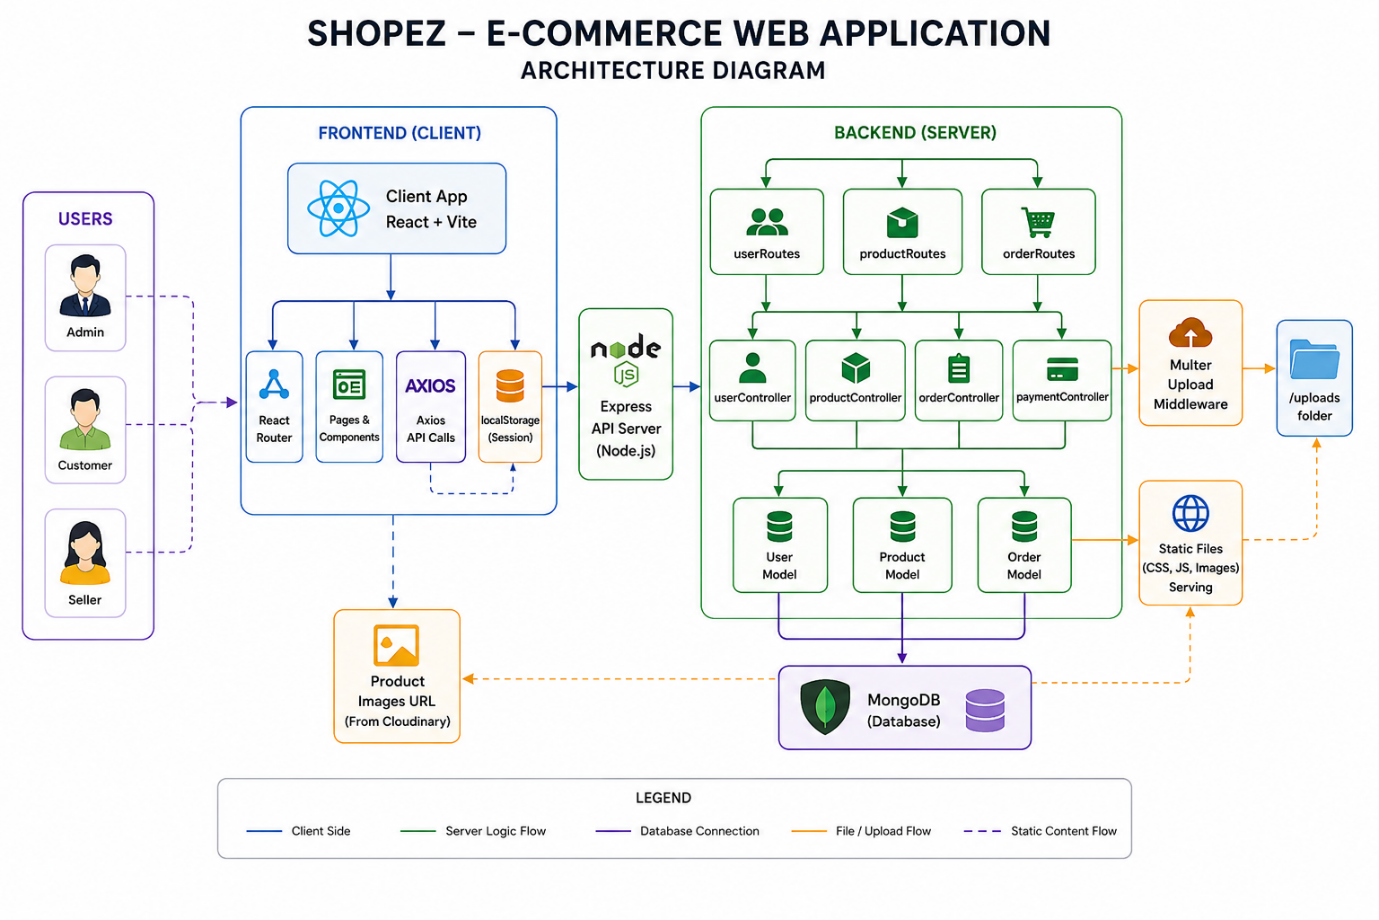 SHOPEZ – E-COMMERCE WEB APPLICATION
ARCHITECTURE DIAGRAM
USERS
Admin
Customer
Seller
FRONTEND (CLIENT)
Client App
React + Vite
React
Router
Pages &
Components
AXIOS
Axios
API Calls
localStorage
(Session)
Product
Images URL
(From Cloudinary)
node
JS
Express
API Server
(Node.js)
BACKEND (SERVER)
userRoutes
productRoutes
orderRoutes
userController
productController
orderController
paymentController
User
Model
Product
Model
Order
Model
MongoDB
(Database)
Multer
Upload
Middleware
/uploads
folder
Static Files
(CSS, JS, Images)
Serving
LEGEND
Client Side
Server Logic Flow
Database Connection
File / Upload Flow
Static Content Flow